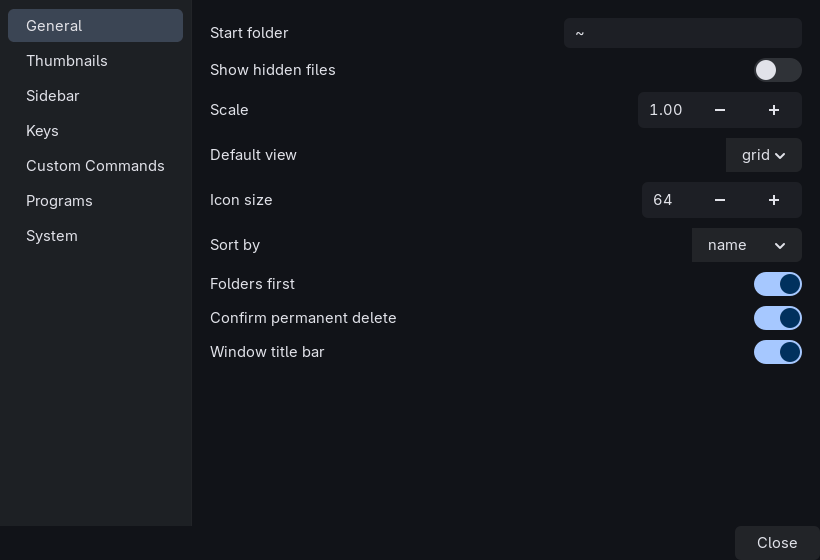 General
Thumbnails
Sidebar
Keys
Custom Commands
Programs
System
Start folder ~
Show hidden files
Scale 1.00 − +
Default view grid
Icon size 64 − +
Sort by name
Folders first
Confirm permanent delete
Window title bar
Close